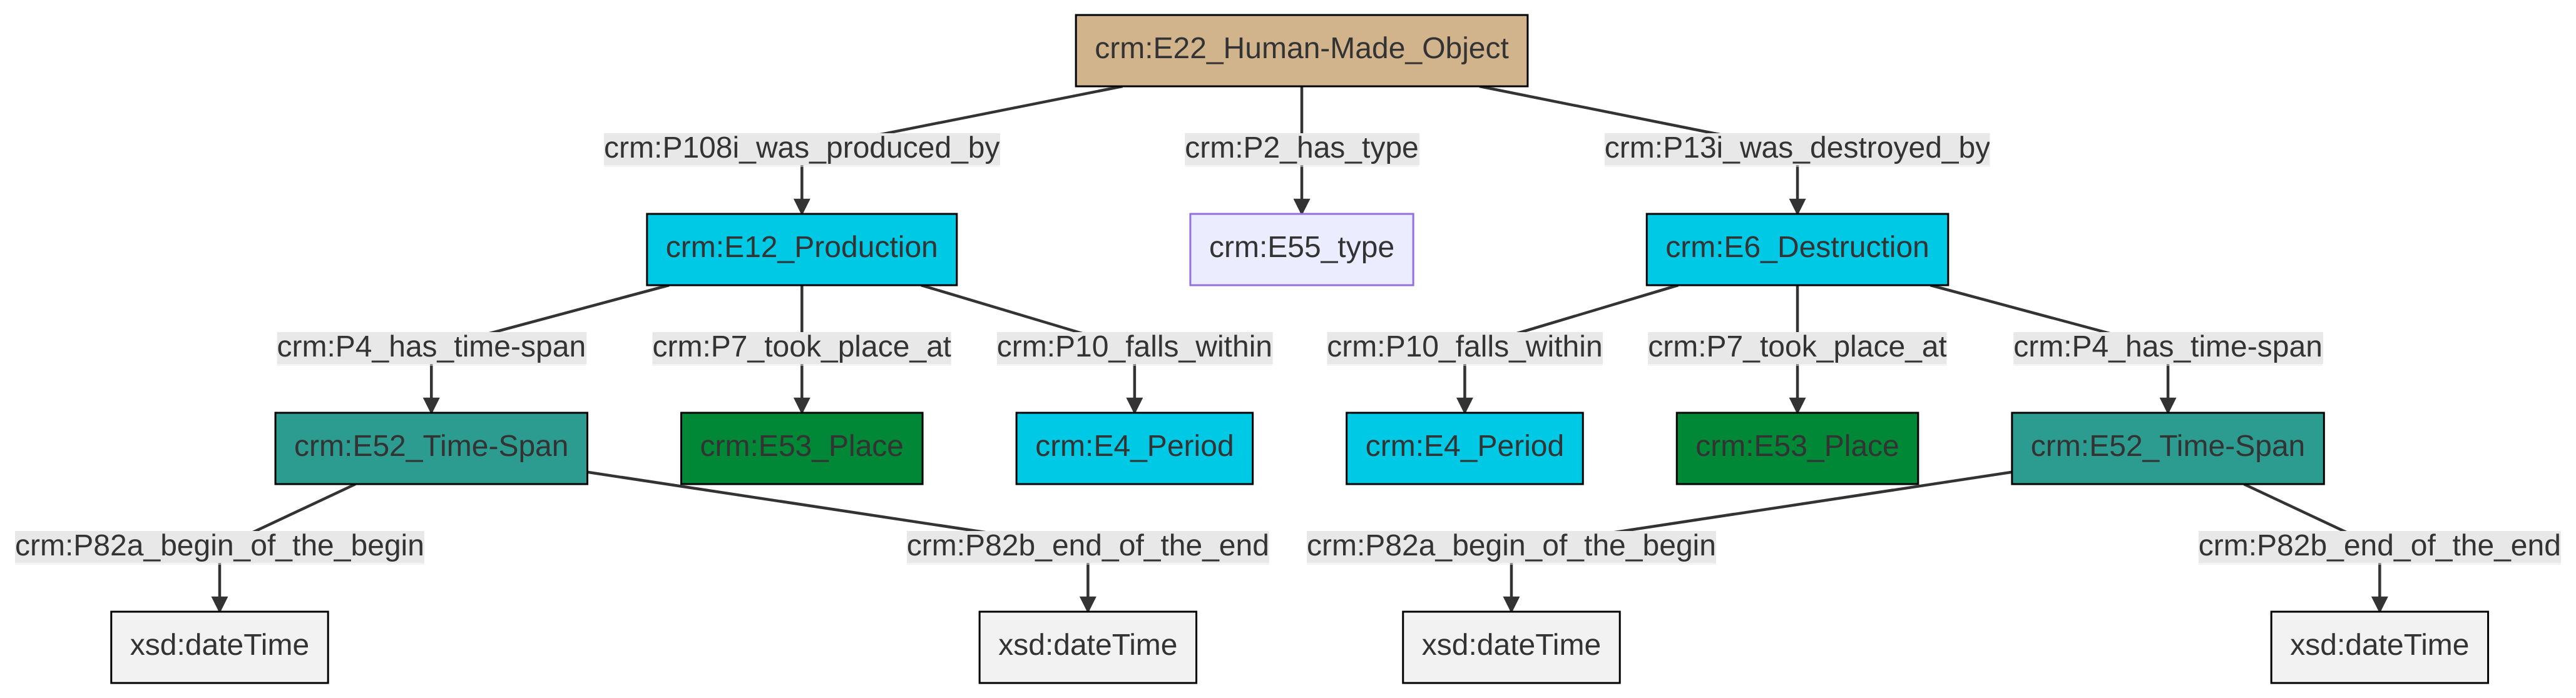 crm:E22_Human-Made_Object
crm:P108i_was_produced_by
crm:P2_has_type
crm:P13i_was_destroyed_by
crm:E12_Production
crm:E55_type
crm:E6_Destruction
crm:P4_has_time-span
crm:P7_took_place_at
crm:P10_falls_within
crm:P10_falls_within
crm:P7_took_place_at
crm:P4_has_time-span
crm:E52_Time-Span
crm:E53_Place
crm:E4_Period
crm:E4_Period
crm:E53_Place
crm:E52_Time-Span
crm:P82a_begin_of_the_begin
crm:P82b_end_of_the_end
crm:P82a_begin_of_the_begin
crm:P82b_end_of_the_end
xsd:dateTime
xsd:dateTime
xsd:dateTime
xsd:dateTime